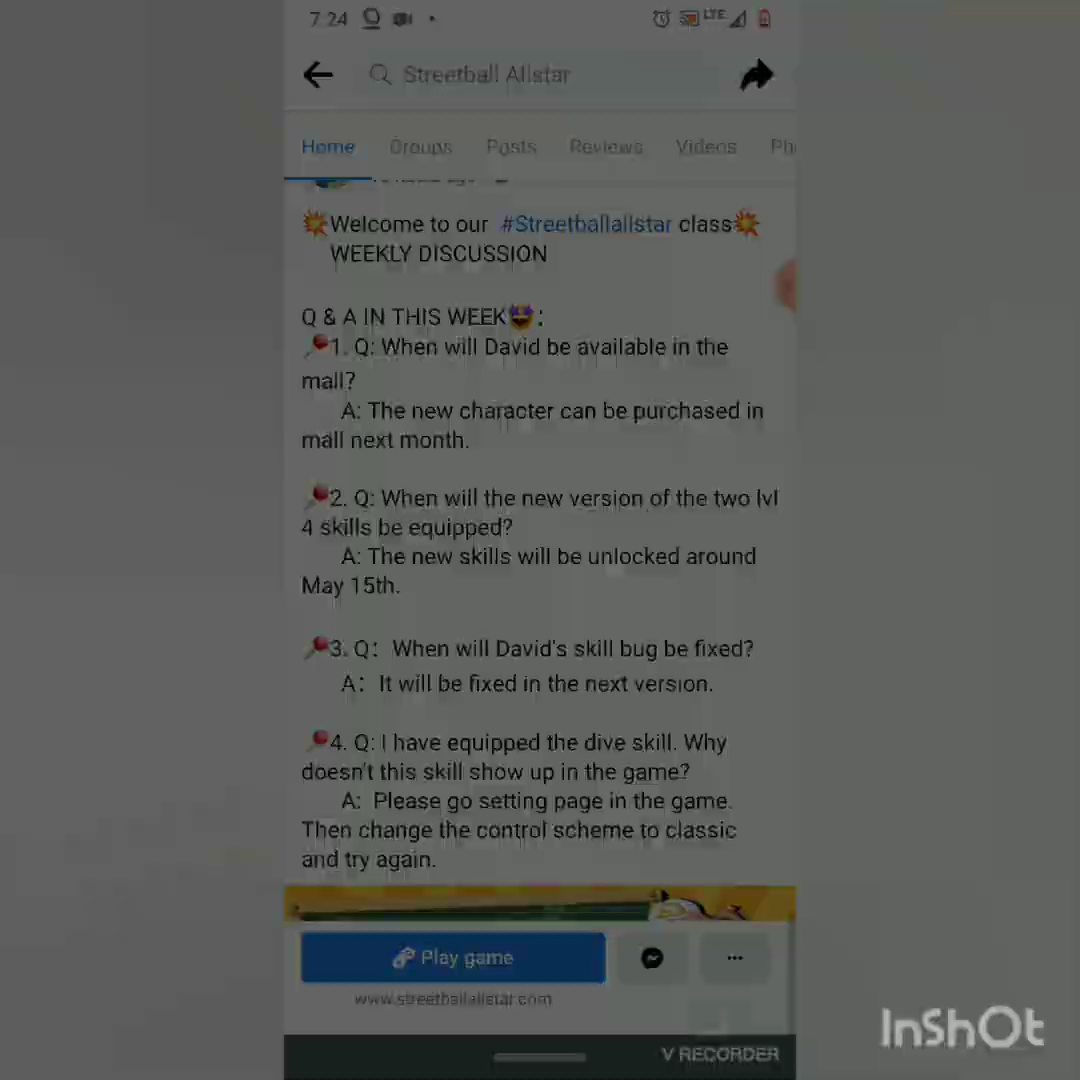 7 24
LTE
Streetball Allstar
Home Groups Posts Reviews Videos Ph
Welcome to our #Streetballallstar class
WEEKLY DISCUSSION
Q & A IN THIS WEEK :
1. Q: When will David be available in the
mall?
A: The new character can be purchased in
mall next month.
2. Q: When will the new version of the two lvl
4 skills be equipped?
A: The new skills will be unlocked around
May 15th.
3. Q: When will David's skill bug be fixed?
A: It will be fixed in the next version.
4. Q: I have equipped the dive skill. Why
doesn't this skill show up in the game?
A: Please go setting page in the game.
Then change the control scheme to classic
and try again.
Play game
www.streetballallstar.com
InShOt
V RECORDER